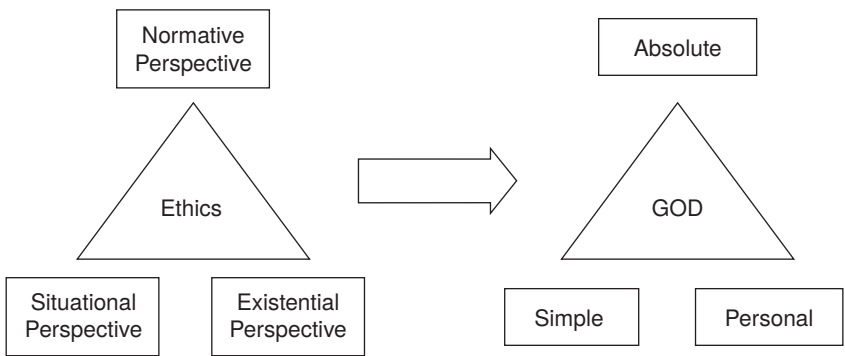 Normative
Perspective
Ethics
Situational
Perspective
Existential
Perspective
Absolute
GOD
Simple
Personal